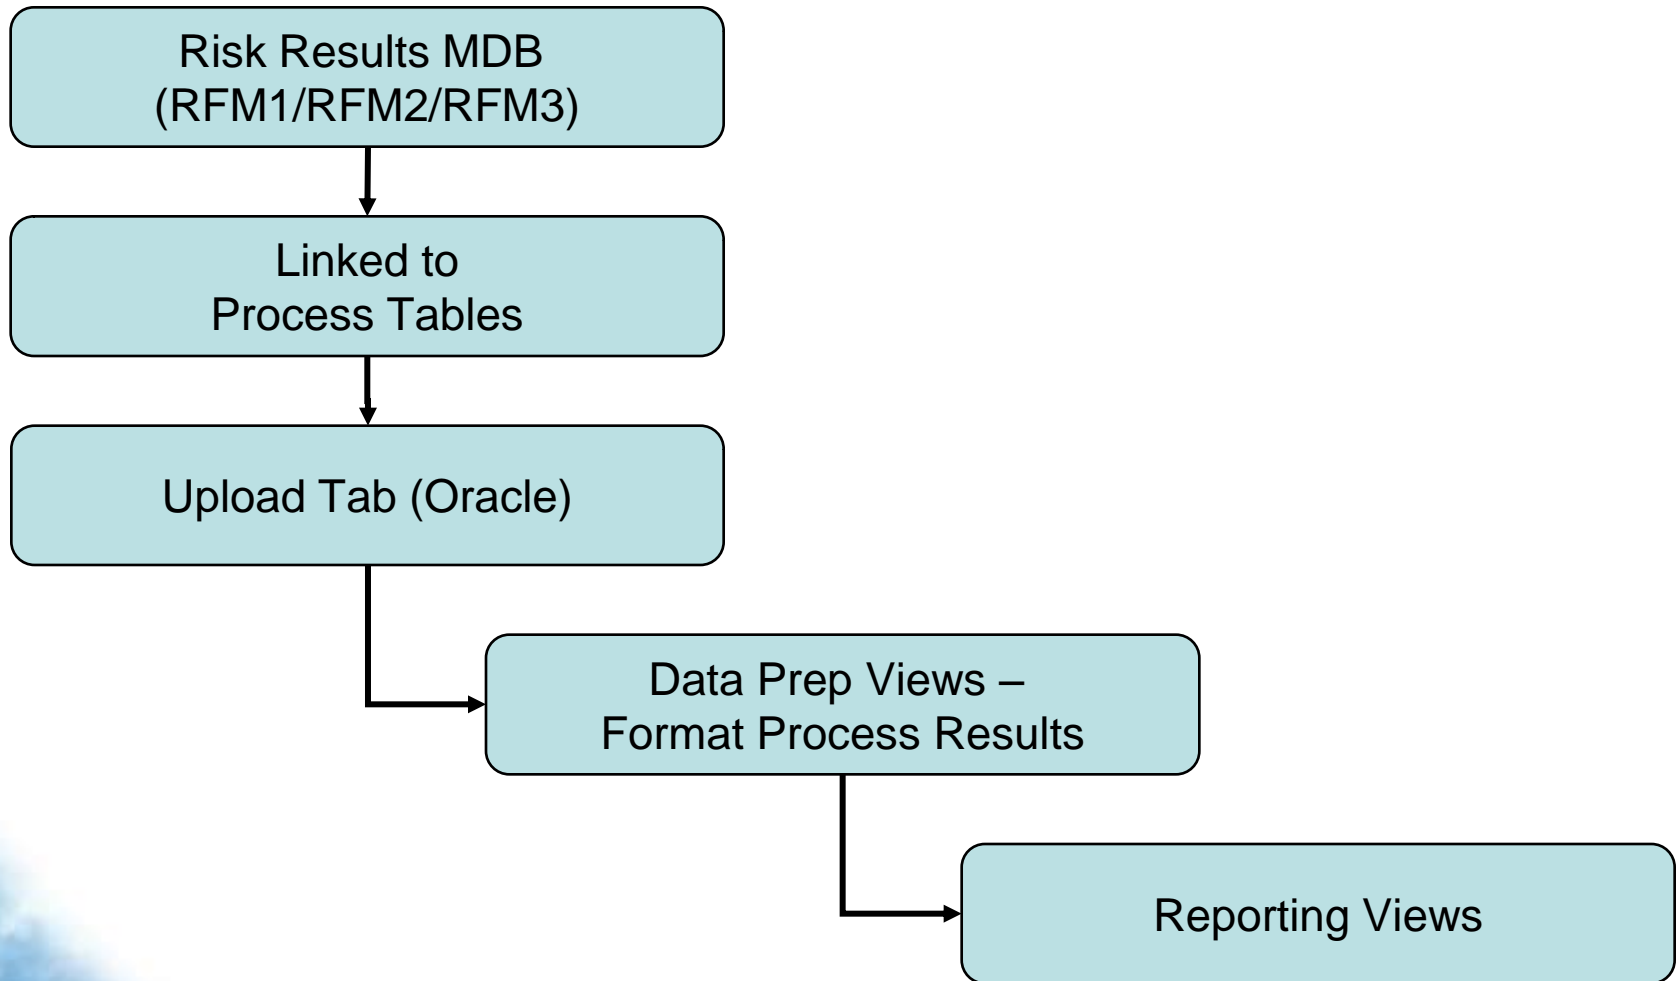 Risk Results MDB
(RFM1/RFM2/RFM3)
Linked to
Process Tables
Upload Tab (Oracle)
Data Prep Views –
Format Process Results
Reporting Views